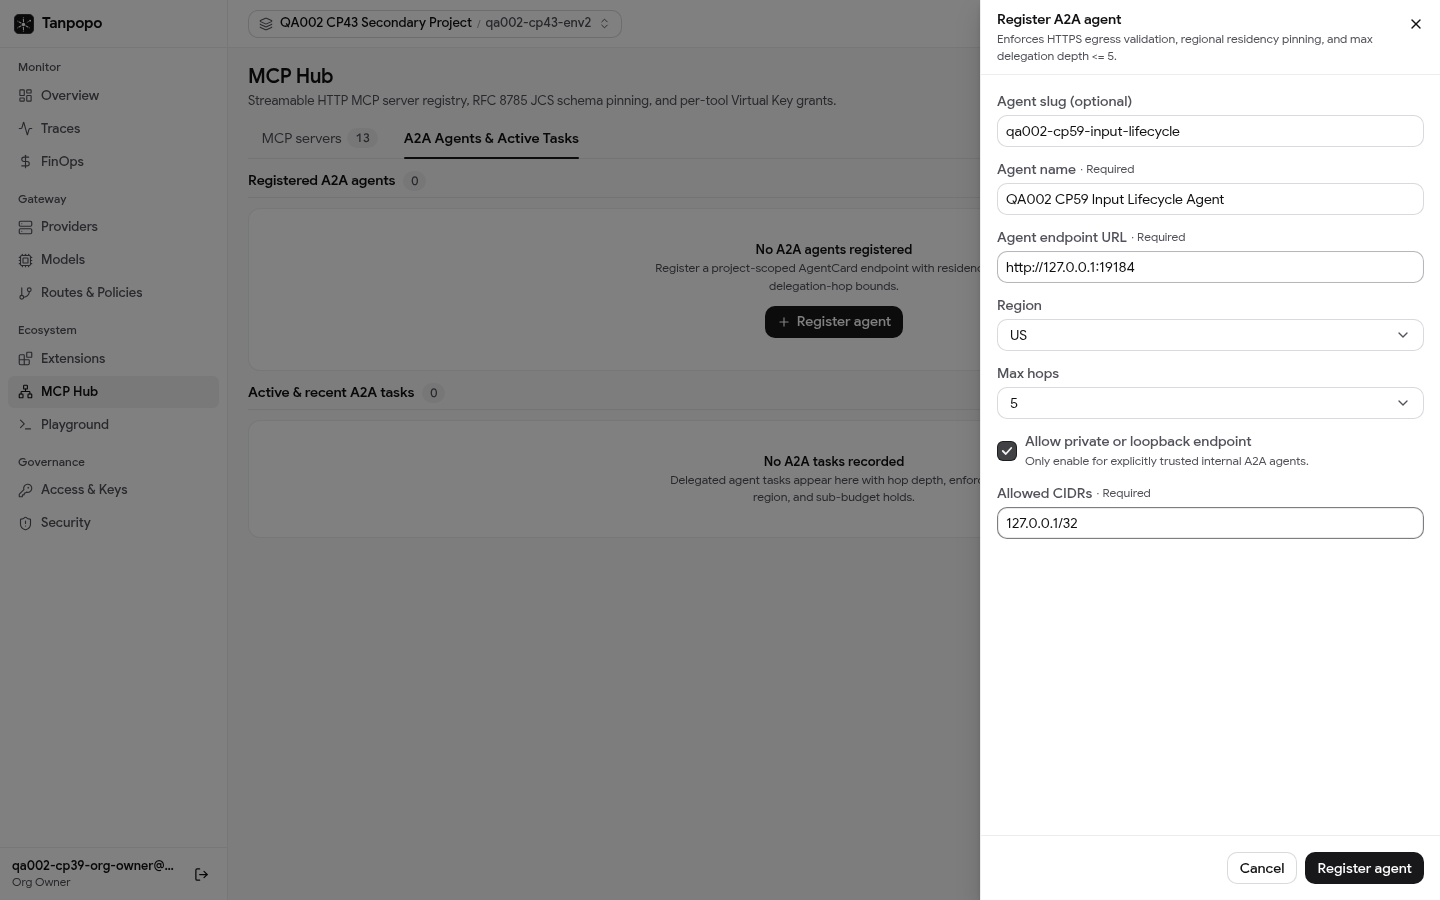 Tanpopo
Monitor
Overview
Traces
FinOps
Gateway
Providers
Models
Routes & Policies
Ecosystem
Extensions
MCP Hub
Playground
Governance
Access & Keys
Security
qa002-cp39-org-owner@...
Org Owner
QA002 CP43 Secondary Project / qa002-cp43-env2
MCP Hub
Streamable HTTP MCP server registry, RFC 8785 JCS schema pinning, and per-tool Virtual Key grants.
MCP servers 13 A2A Agents & Active Tasks
Registered A2A agents 0
No A2A agents registered
Register a project-scoped AgentCard endpoint with
delegation-hop bounds.
Register agent
Active & recent A2A tasks 0
No A2A tasks recorded
Delegated agent tasks appear here with hop depth,
region, and sub-budget holds.
Register A2A agent
Enforces HTTPS egress validation, regional residency pinning, and max
delegation depth <= 5.
Agent slug (optional)
qa002-cp59-input-lifecycle
Agent name · Required
QA002 CP59 Input Lifecycle Agent
Agent endpoint URL · Required
http://127.0.0.1:19184
Region
US
Max hops
5
Allow private or loopback endpoint
Only enable for explicitly trusted internal A2A agents.
Allowed CIDRs · Required
127.0.0.1/32
Cancel
Register agent